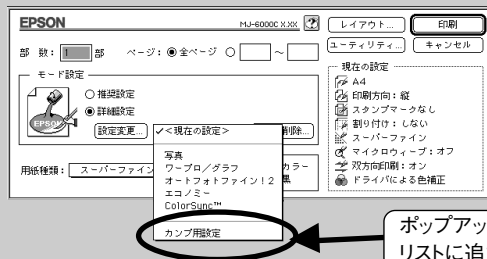 EPSON
MJ-6000C X.XX
レイアウト...
印刷
ユーティリティ...
キャンセル
部 数: 1 部
ページ: 全ページ ～
モード設定
推奨設定
詳細設定
設定変更...
削除...
EPSON
✓<現在の設定>
写真
ワープロ/グラフ
オートフォトファイン!2
エコノミー
ColorSync™
カンプ用設定
用紙種類: スーパーファイン
カラー
黒
現在の設定
A4
印刷方向: 縦
スタンプマークなし
割り付け: しない
スーパーファイン
マイクロウィーブ: オフ
双方向印刷: オン
ドライバによる色補正
ポップアッ
リストに追